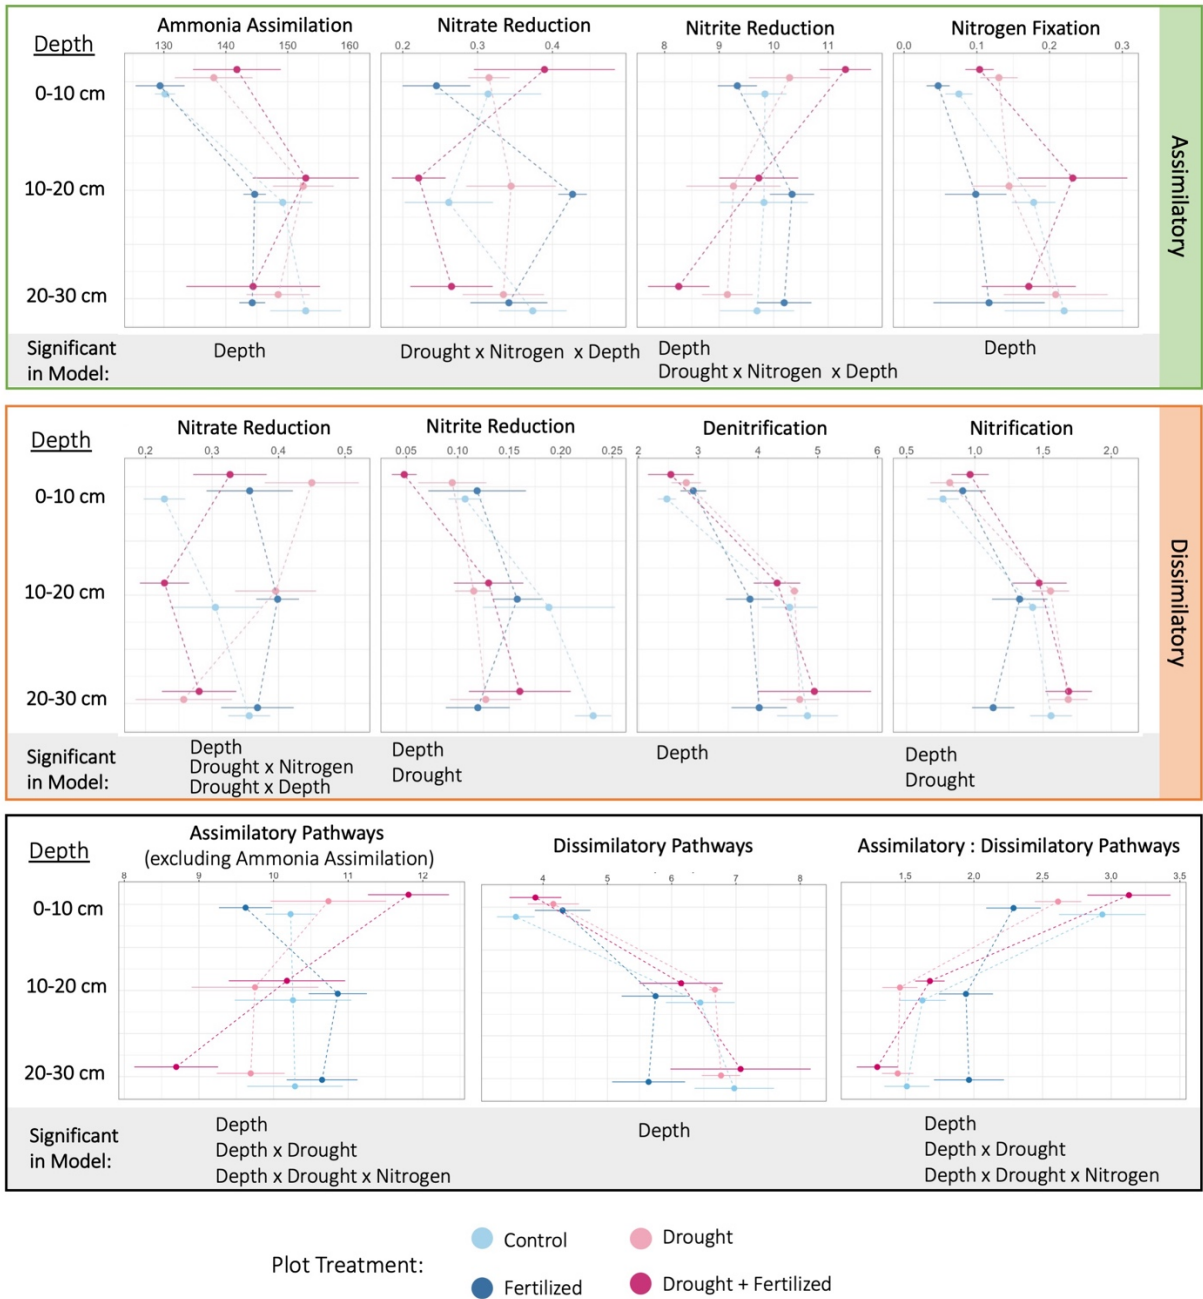 Ammonia Assimilation Nitrate Reduction Nitrite Reduction Nitrogen Fixation
Depth
130 140 150 160 0.2 0.3 0.4 8 9 10 11 0.0 0.1 0.2 0.3
0-10 cm
10-20 cm
20-30 cm
Assimilatory
Significant
in Model:
Depth
Drought x Nitrogen x Depth
Depth
Drought x Nitrogen x Depth
Depth
Nitrate Reduction Nitrite Reduction Denitrification Nitrification
Depth
0.2 0.3 0.4 0.5 0.05 0.10 0.15 0.20 0.25 2 3 4 5 6 0.5 1.0 1.5 2.0
0-10 cm
10-20 cm
20-30 cm
Dissimilatory
Significant
in Model:
Depth
Drought x Nitrogen
Drought x Depth
Depth
Drought
Depth
Depth
Drought
Assimilatory Pathways
(excluding Ammonia Assimilation)
Dissimilatory Pathways
Assimilatory : Dissimilatory Pathways
Depth
8 9 10 11 12 4 5 6 7 8 1.5 2.0 2.5 3.0 3.5
0-10 cm
10-20 cm
20-30 cm
Significant
in Model:
Depth
Depth x Drought
Depth x Drought x Nitrogen
Depth
Depth
Depth x Drought
Depth x Drought x Nitrogen
Plot Treatment:
Control
Drought
Fertilized
Drought + Fertilized